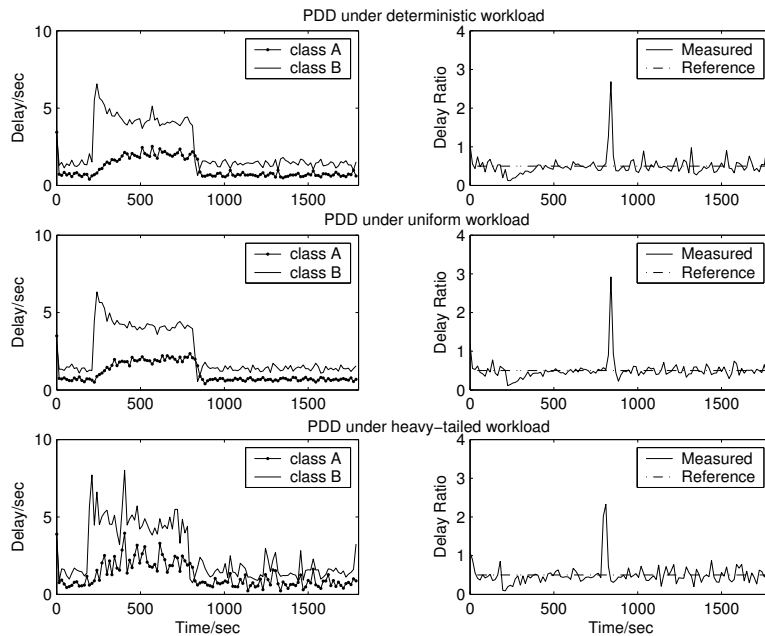 PDD under deterministic workload
10
5
0
Delay/sec
class A
class B
0 500 1000 1500
4
3
2
1
0
Delay Ratio
Measured
Reference
0 500 1000 1500
PDD under uniform workload
10
5
0
Delay/sec
class A
class B
0 500 1000 1500
4
3
2
1
0
Delay Ratio
Measured
Reference
0 500 1000 1500
PDD under heavy−tailed workload
10
5
0
Delay/sec
class A
class B
0 500 1000 1500
Time/sec
4
3
2
1
0
Delay Ratio
Measured
Reference
0 500 1000 1500
Time/sec